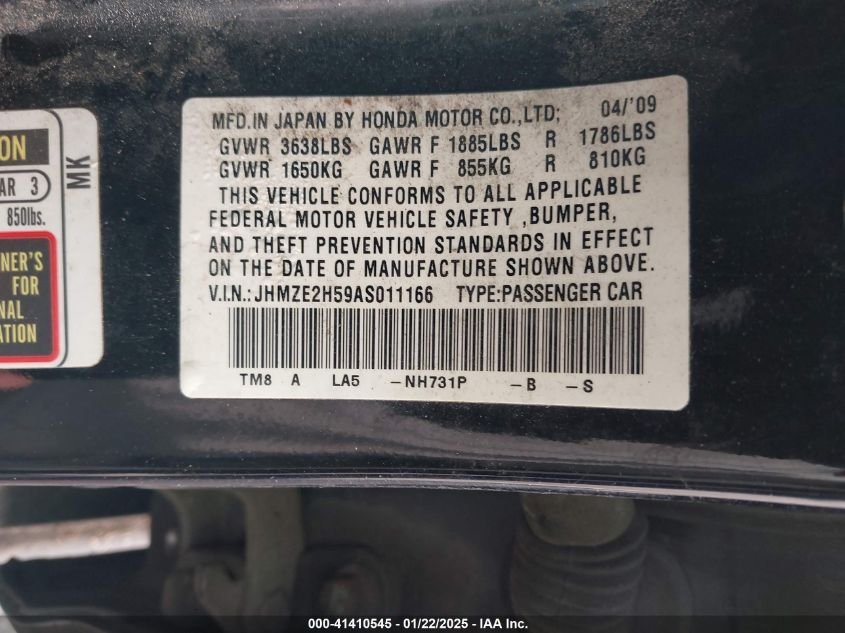 ON
AR 3
850lbs.
NER'S
FOR
NAL
ATION
MK
MFD.IN JAPAN BY HONDA MOTOR CO.,LTD; 04/'09
GVWR 3638LBS GAWR F 1885LBS R 1786LBS
GVWR 1650KG GAWR F 855KG R 810KG
THIS VEHICLE CONFORMS TO ALL APPLICABLE
FEDERAL MOTOR VEHICLE SAFETY ,BUMPER,
AND THEFT PREVENTION STANDARDS IN EFFECT
ON THE DATE OF MANUFACTURE SHOWN ABOVE.
V.I.N.: JHMZE2H59AS011166 TYPE:PASSENGER CAR
TM8 A LA5 -NH731P -B -S
000-41410545 - 01/22/2025 - IAA Inc.